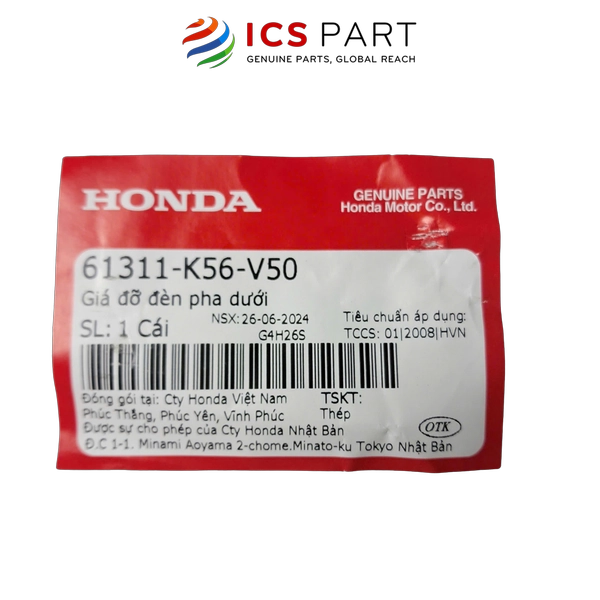 ICS PART
GENUINE PARTS, GLOBAL REACH
HONDA
GENUINE PARTS
Honda Motor Co., Ltd.
61311-K56-V50
Giá đỡ đèn pha dưới
SL: 1 Cái
NSX: 26-06-2024
G4H26S
Tiêu chuẩn áp dụng:
TCCS: 01|2008|HVN
Đóng gói tại: Cty Honda Việt Nam
Phúc Thắng, Phúc Yên, Vĩnh Phúc
TSKT:
Thép
Được sự cho phép của Cty Honda Nhật Bản
Đ.C 1-1. Minami Aoyama 2-chome.Minato-ku Tokyo Nhật Bản
OTK